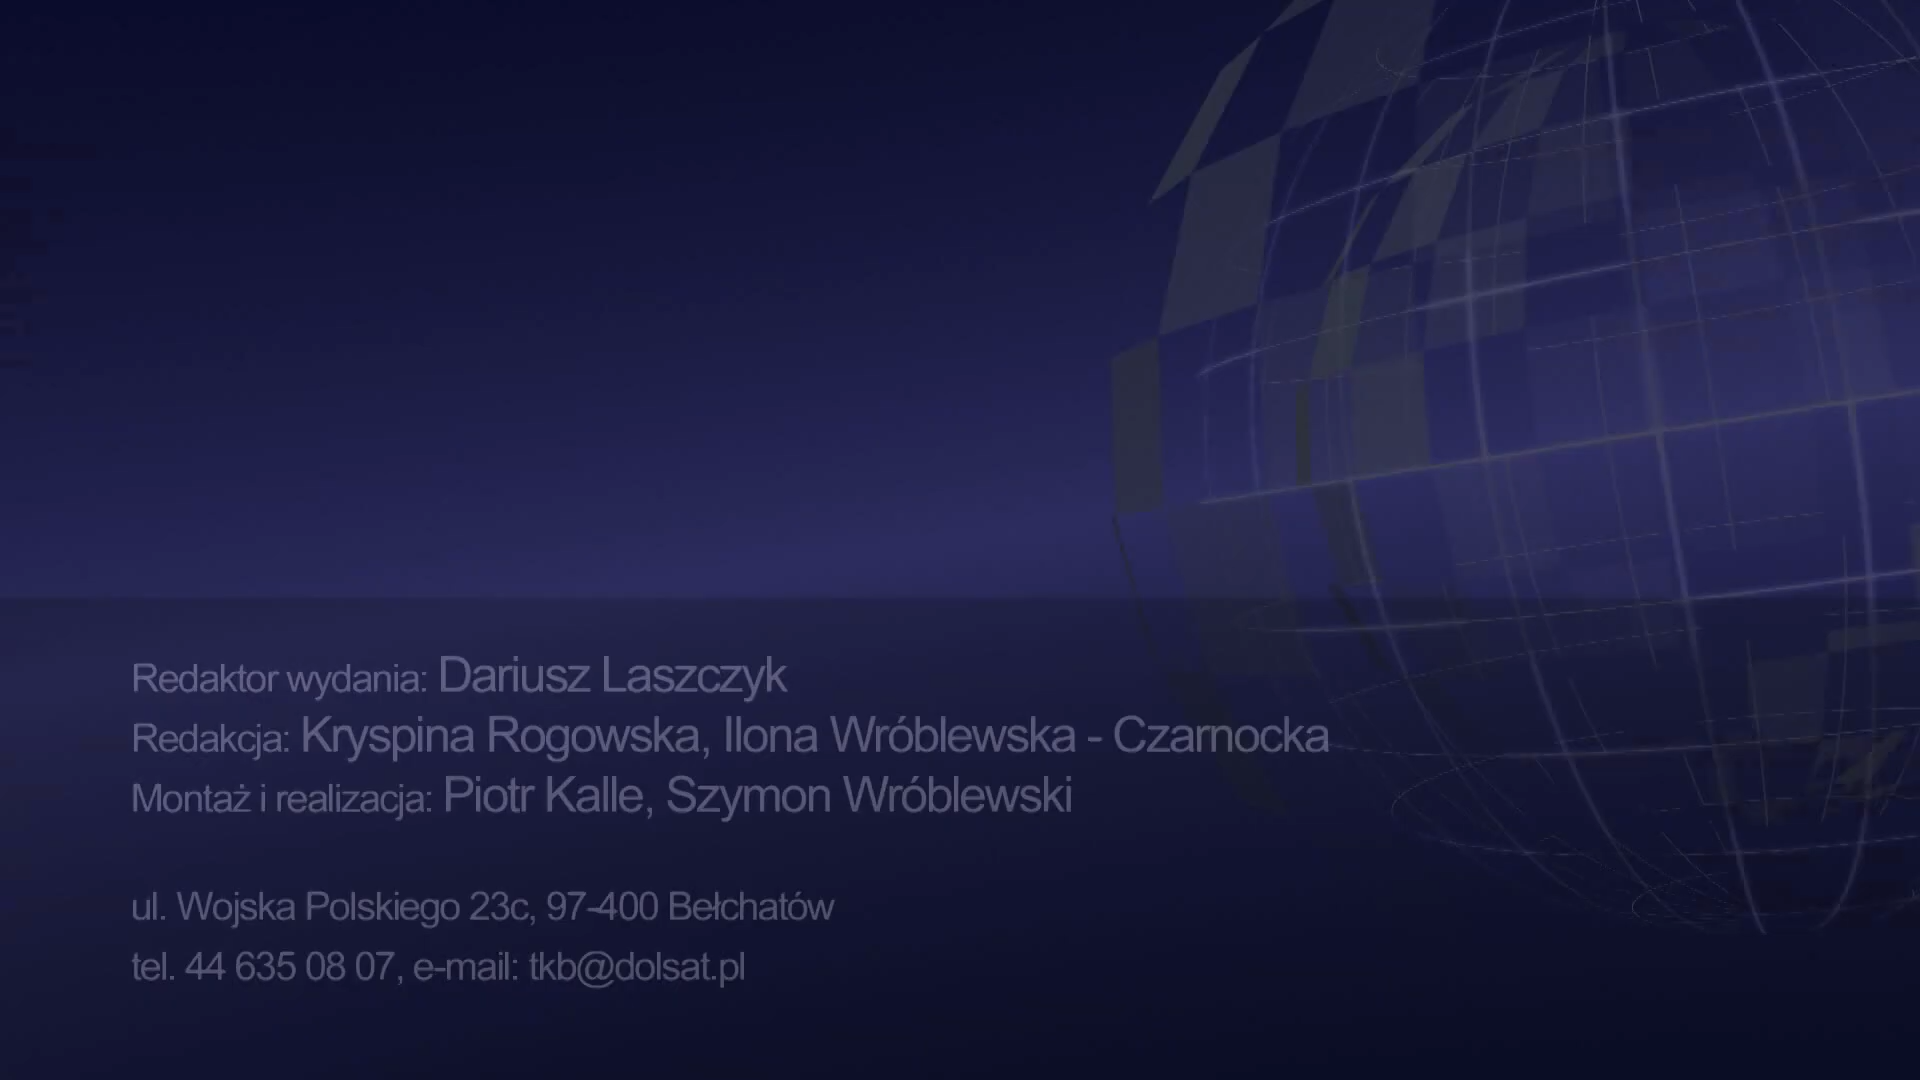 Redaktor wydania: Dariusz Laszczyk
Redakcja: Kryspina Rogowska, Ilona Wróblewska - Czarnocka
Montaż i realizacja: Piotr Kalle, Szymon Wróblewski
ul. Wojska Polskiego 23c, 97-400 Bełchatów
tel. 44 635 08 07, e-mail: tkb@dolsat.pl